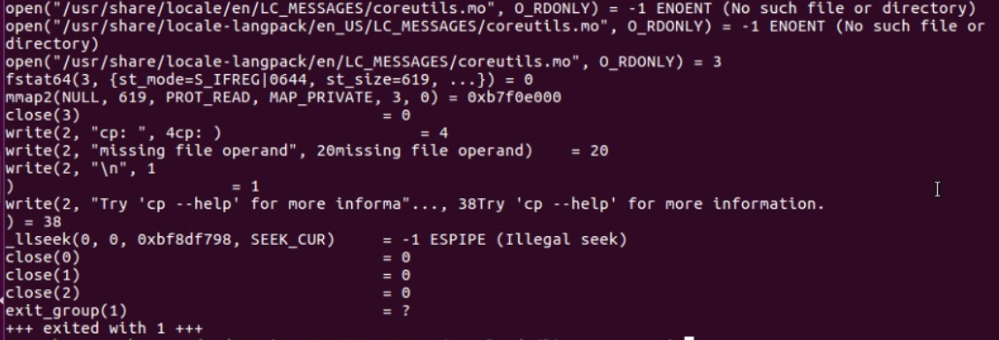 open("/usr/share/locale/en/LC_MESSAGES/coreutils.mo", O_RDONLY) = -1 ENOENT (No such file or directory)
open("/usr/share/locale-langpack/en_US/LC_MESSAGES/coreutils.mo", O_RDONLY) = -1 ENOENT (No such file or
directory)
open("/usr/share/locale-langpack/en/LC_MESSAGES/coreutils.mo", O_RDONLY) = 3
fstat64(3, {st_mode=S_IFREG|0644, st_size=619, ...}) = 0
mmap2(NULL, 619, PROT_READ, MAP_PRIVATE, 3, 0) = 0xb7f0e000
close(3)                                = 0
write(2, "cp: ", 4cp: )                     = 4
write(2, "missing file operand", 20missing file operand)    = 20
write(2, "\n", 1
)                       = 1
write(2, "Try 'cp --help' for more informa"..., 38Try 'cp --help' for more information.
) = 38
_llseek(0, 0, 0xbf8df798, SEEK_CUR)     = -1 ESPIPE (Illegal seek)
close(0)                                = 0
close(1)                                = 0
close(2)                                = 0
exit_group(1)                           = ?
+++ exited with 1 +++